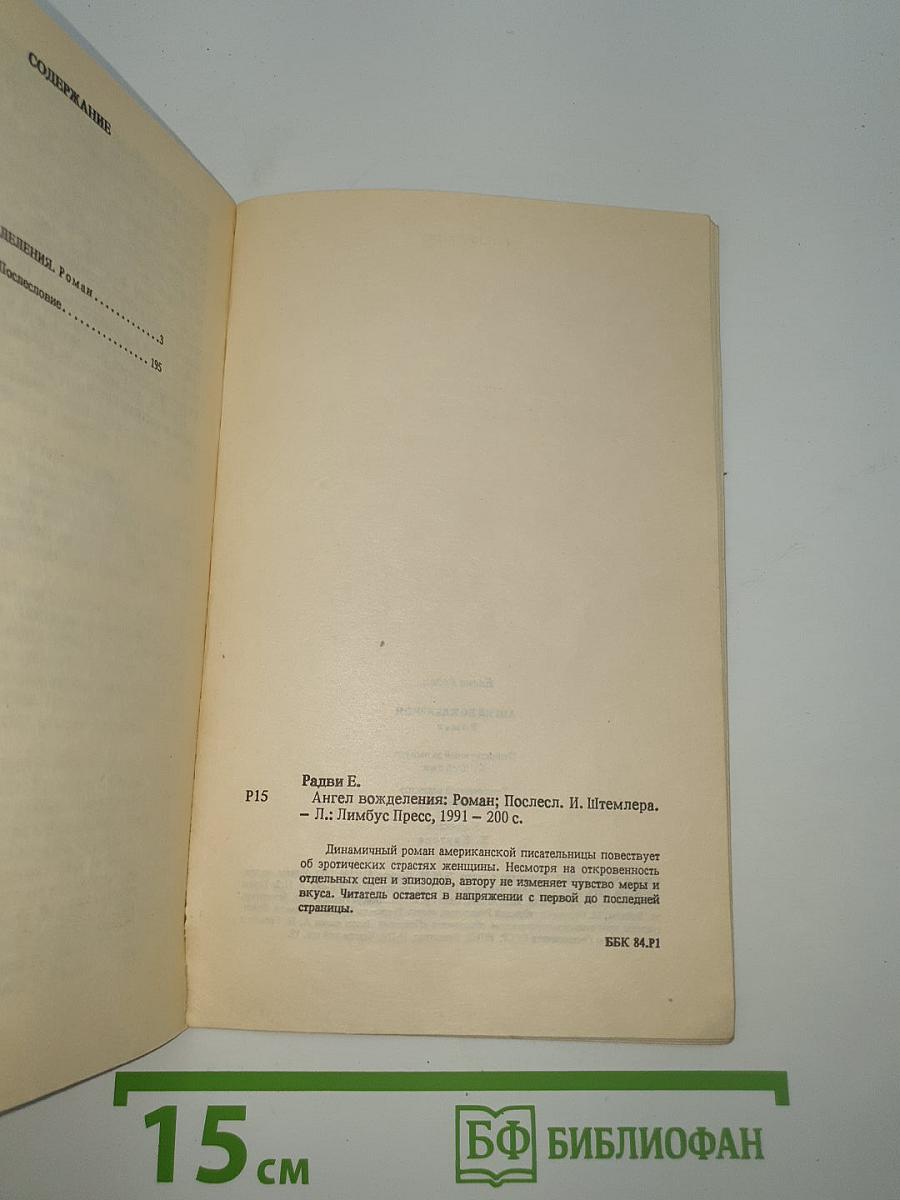 СОДЕРЖАНИЕ
ДЕЛЕНИЯ. Роман............3
Послесловие...............195
Радви Е.
Р15
Ангел вожделения: Роман; Послесл. И. Штемлера.
– Л.: Лимбус Пресс, 1991 – 200 с.
Динамичный роман американской писательницы повествует
об эротических страстях женщины. Несмотря на откровенность
отдельных сцен и эпизодов, автору не изменяет чувство меры и
вкуса. Читатель остается в напряжении с первой до последней
страницы.
ББК 84.Р1
15 см
БФ БИБЛИОФАН